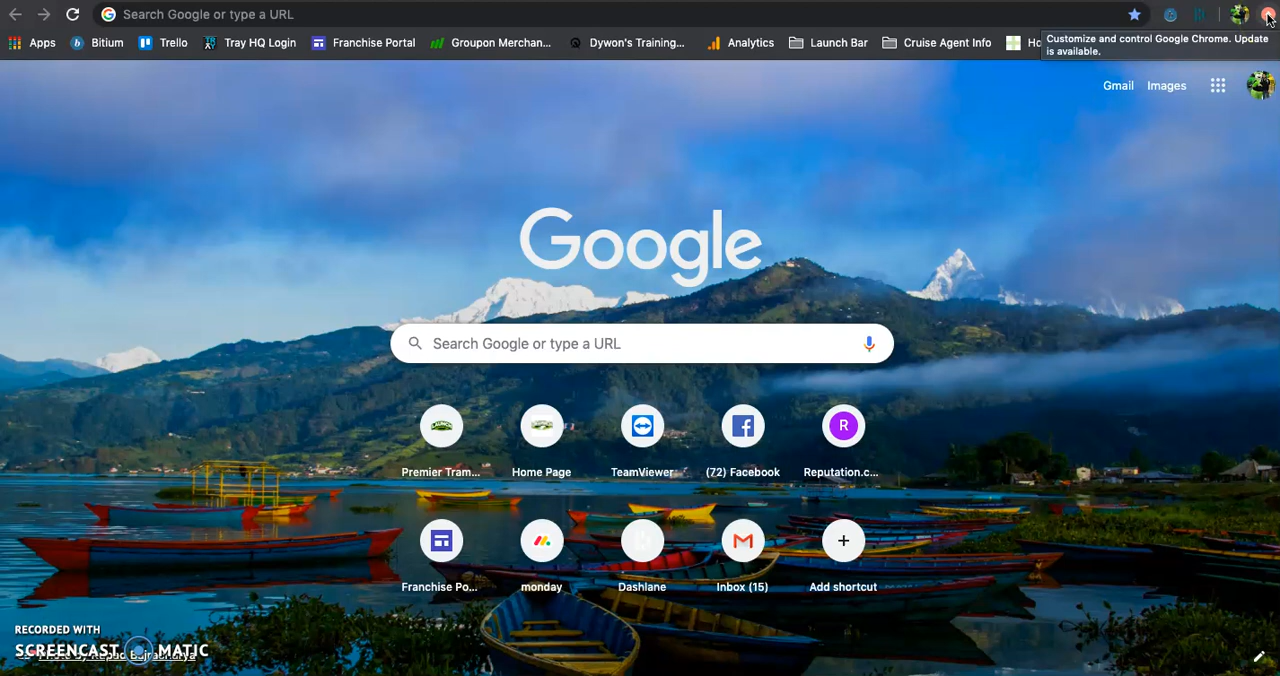 Search Google or type a URL
Apps
Bitium
Trello
Tray HQ Login
Franchise Portal
Groupon Merchan...
Dywon's Training...
Analytics
Launch Bar
Cruise Agent Info
Ho
Customize and control Google Chrome. Update
is available.
Gmail
Images
Google
Search Google or type a URL
Premier Tram...
Home Page
TeamViewer
(72) Facebook
R
Reputation.c...
Franchise Po...
monday
Dashlane
Inbox (15)
Add shortcut
RECORDED WITH
SCREENCAST MATIC
Photo by